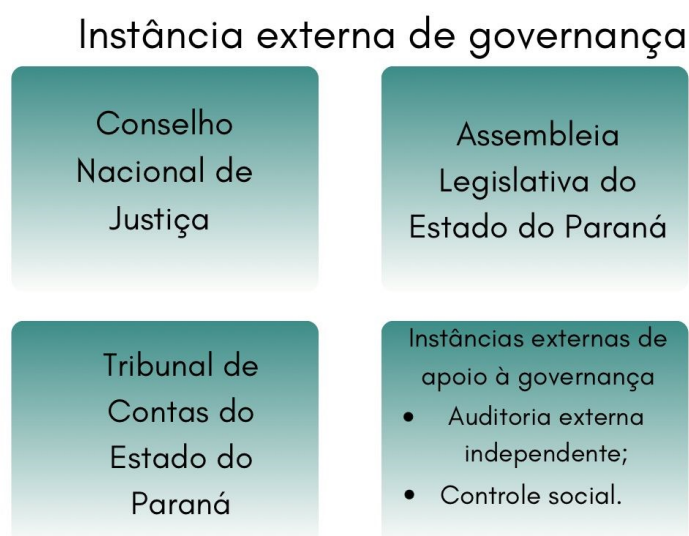 Instância externa de governança
Conselho
Nacional de
Justiça
Assembleia
Legislativa do
Estado do Paraná
Tribunal de
Contas do
Estado do
Paraná
Instâncias externas de
apoio à governança
• Auditoria externa
independente;
• Controle social.